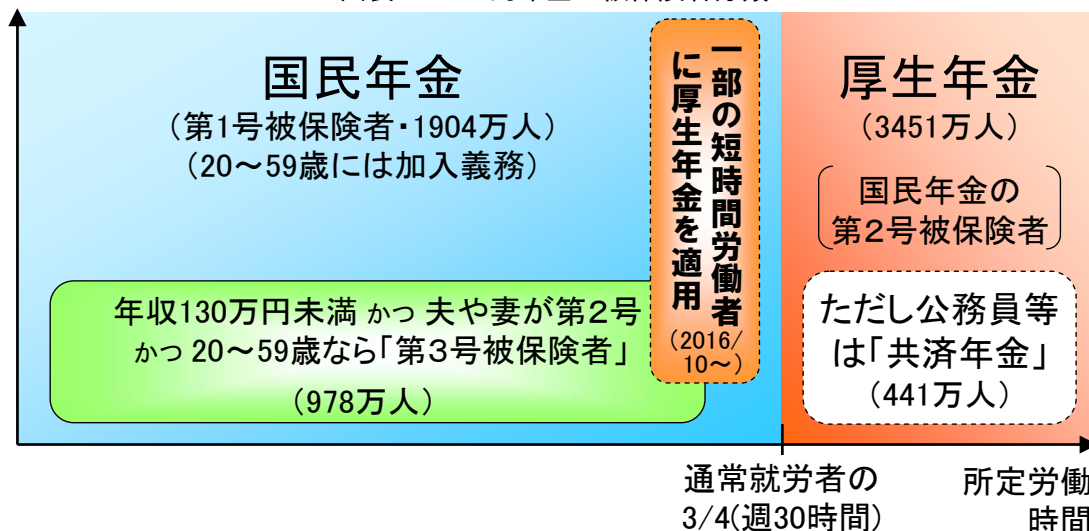 国民年金
（第1号被保険者・1904万人）
（20～59歳には加入義務）
一部の短時間労働者
に厚生年金を適用
（2016/
10～）
厚生年金
（3451万人）
国民年金の
第２号被保険者
年収130万円未満 かつ 夫や妻が第２号
かつ 20～59歳なら「第３号被保険者」
（978万人）
ただし公務員等
は「共済年金」
（441万人）
通常就労者の
3/4(週30時間)
所定労働
時間